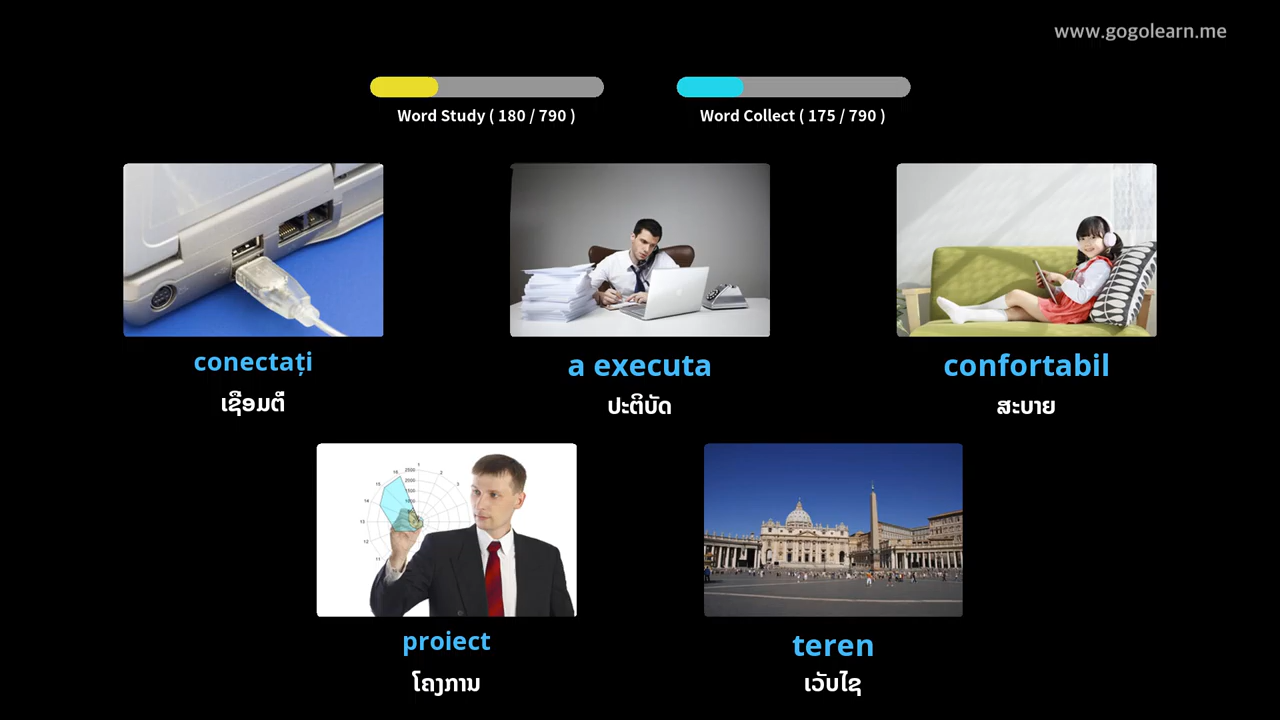 www.gogolearn.me
Word Study ( 180 / 790 )
Word Collect ( 175 / 790 )
conectați
ເຊື່ອມຕໍ່
a executa
ປະຕິບັດ
confortabil
ສະບາຍ
proiect
ໂຄງການ
teren
ເວັບໄຊ